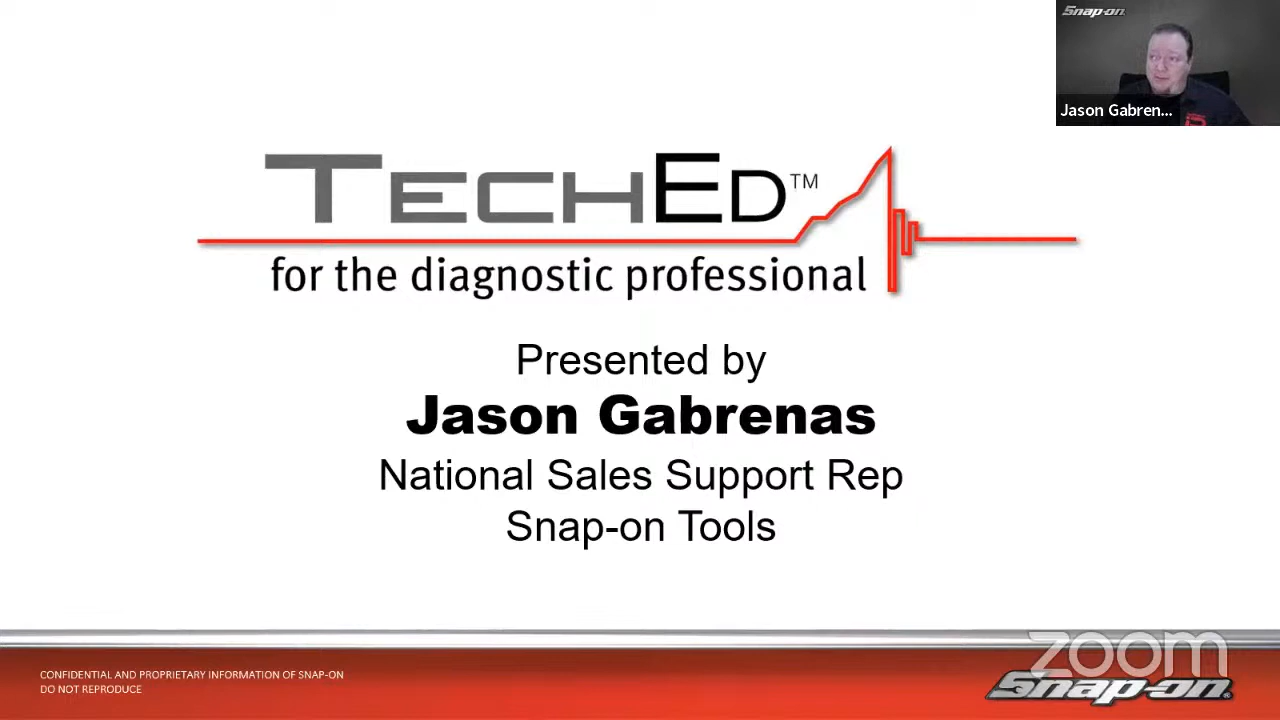 Snap-on
Jason Gabren...
TECHED™
for the diagnostic professional
Presented by
Jason Gabrenas
National Sales Support Rep
Snap-on Tools
CONFIDENTIAL AND PROPRIETARY INFORMATION OF SNAP-ON
DO NOT REPRODUCE
zoom
Snap-on®